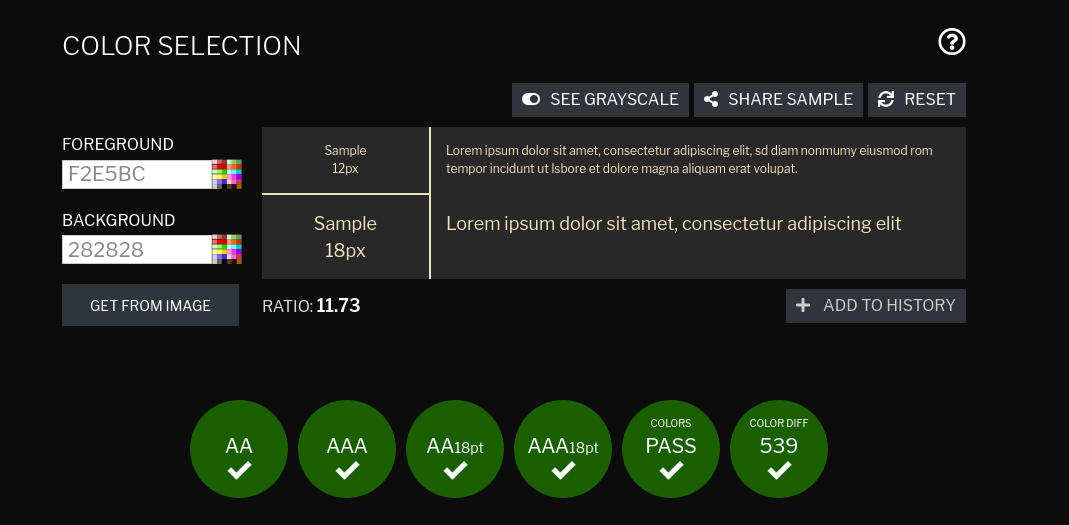 COLOR SELECTION
SEE GRAYSCALE
SHARE SAMPLE
RESET
FOREGROUND
F2E5BC
BACKGROUND
282828
GET FROM IMAGE
Sample
12px
Lorem ipsum dolor sit amet, consectetur adipiscing elit, sd diam nonmumy eiusmod rom
tempor incidunt ut lsbore et dolore magna aliquam erat volupat.
Sample
18px
Lorem ipsum dolor sit amet, consectetur adipiscing elit
RATIO: 11.73
ADD TO HISTORY
AA
AAA
AA18pt
AAA18pt
COLORS
PASS
COLOR DIFF
539